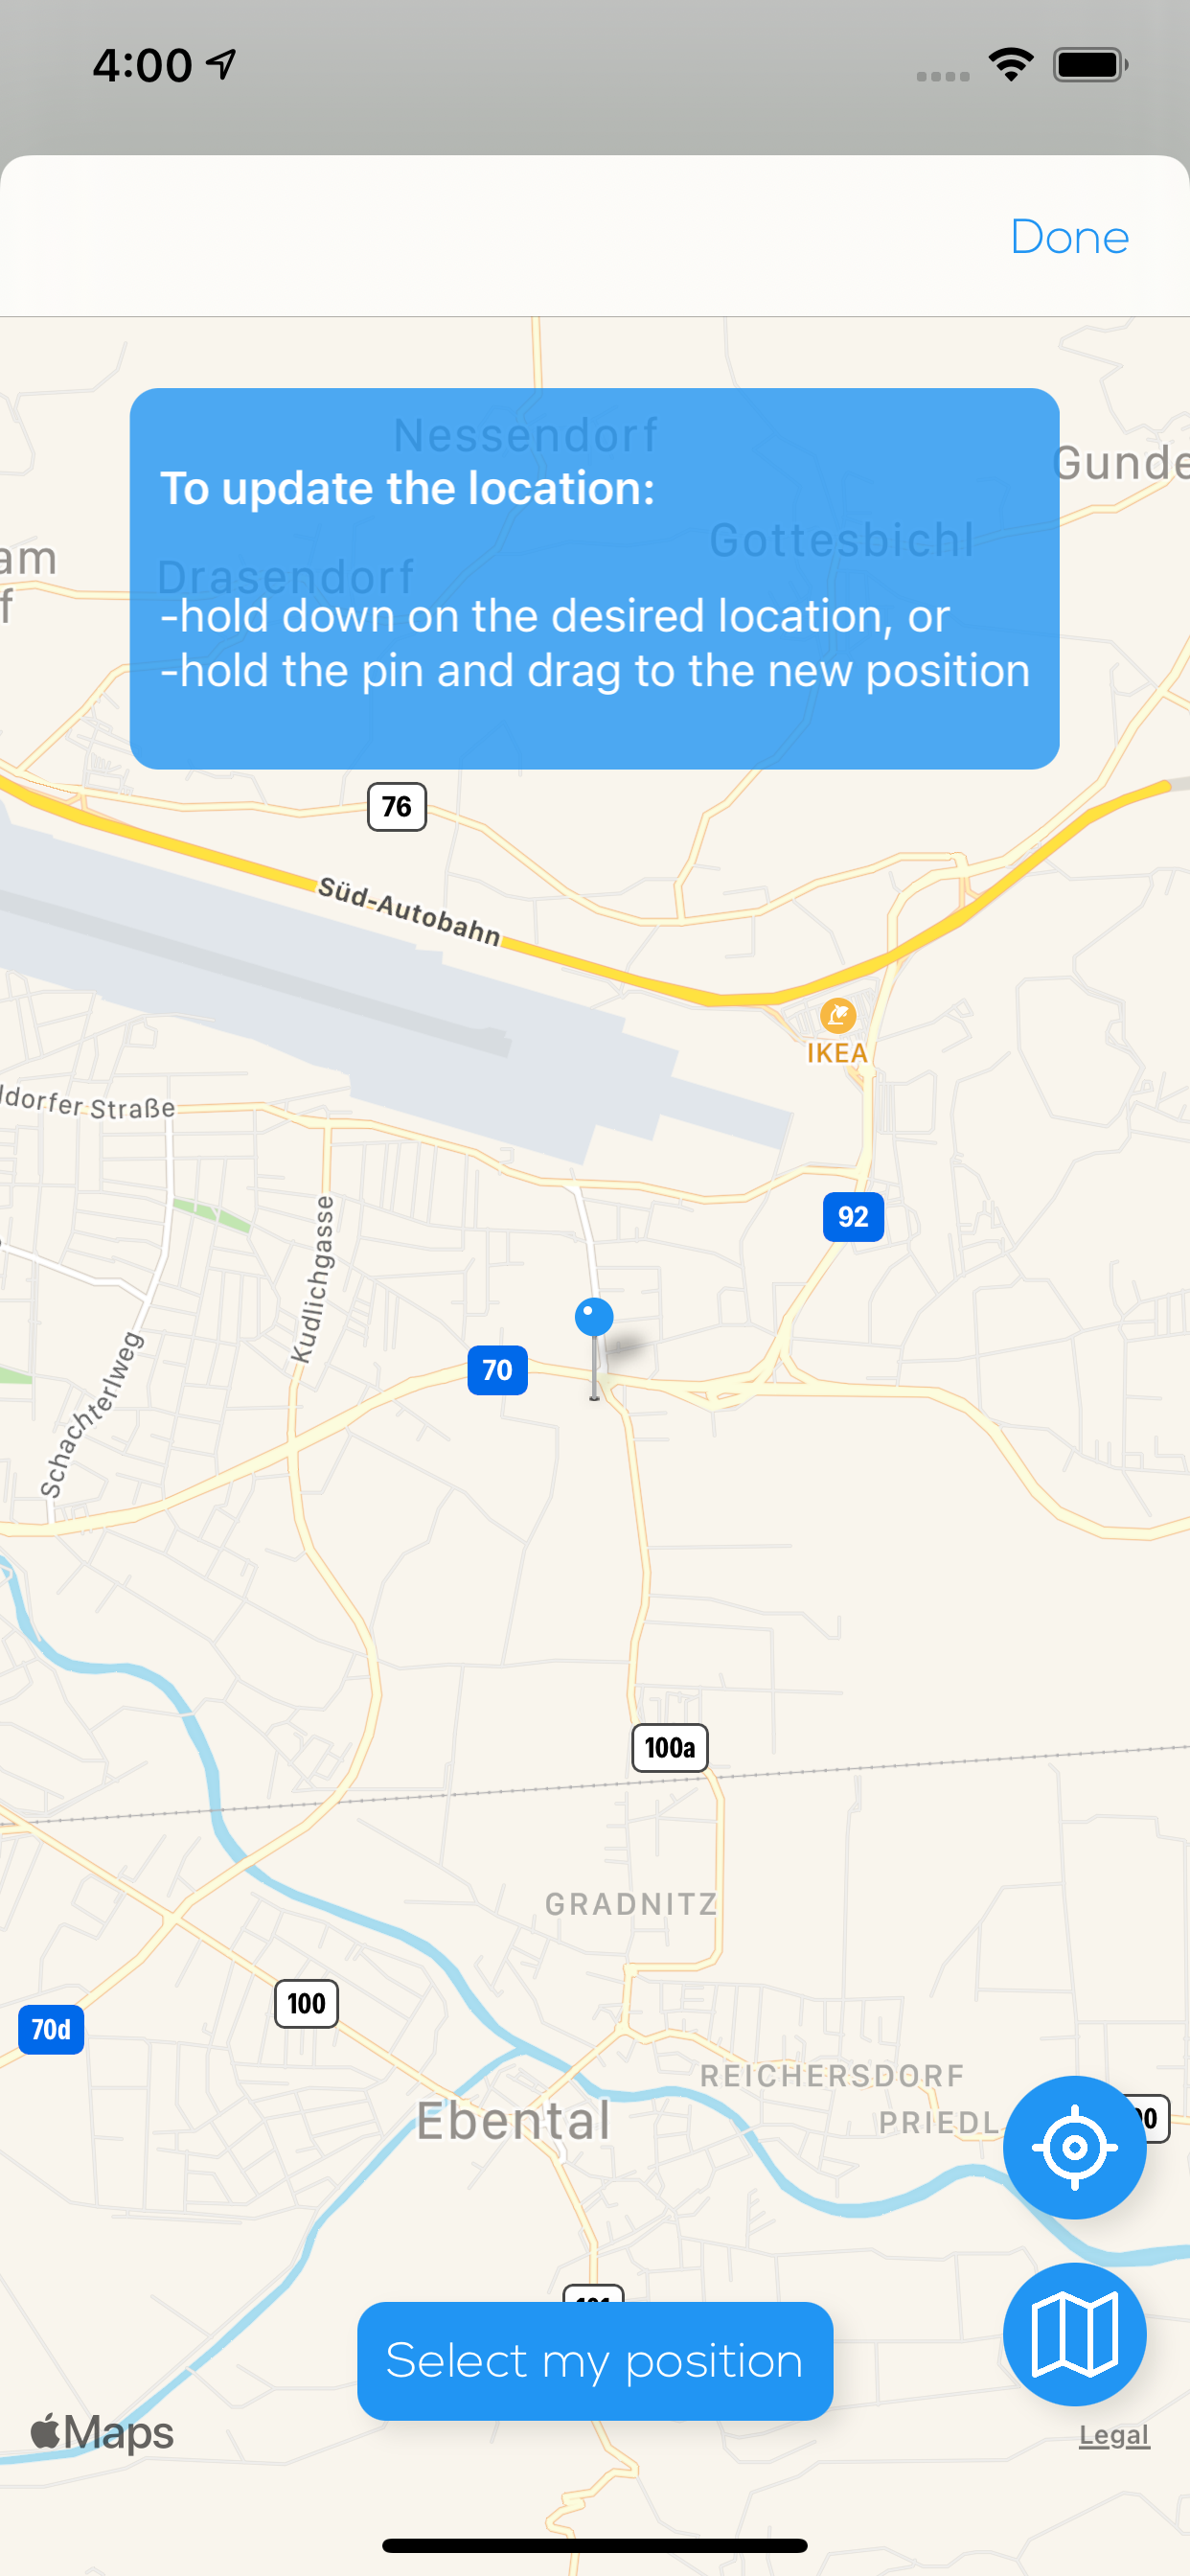 4:00
Done
Nessendorf
Gunde
To update the location:
Gottesbichl
am
Drasendorf
f
-hold down on the desired location, or
-hold the pin and drag to the new position
76
Süd-Autobahn
IKEA
ldorfer Straße
92
Kudlichgasse
70
Schachterlweg
100a
GRADNITZ
100
70d
REICHERSDORF
Ebental
PRIEDL
00
Select my position
Maps
Legal